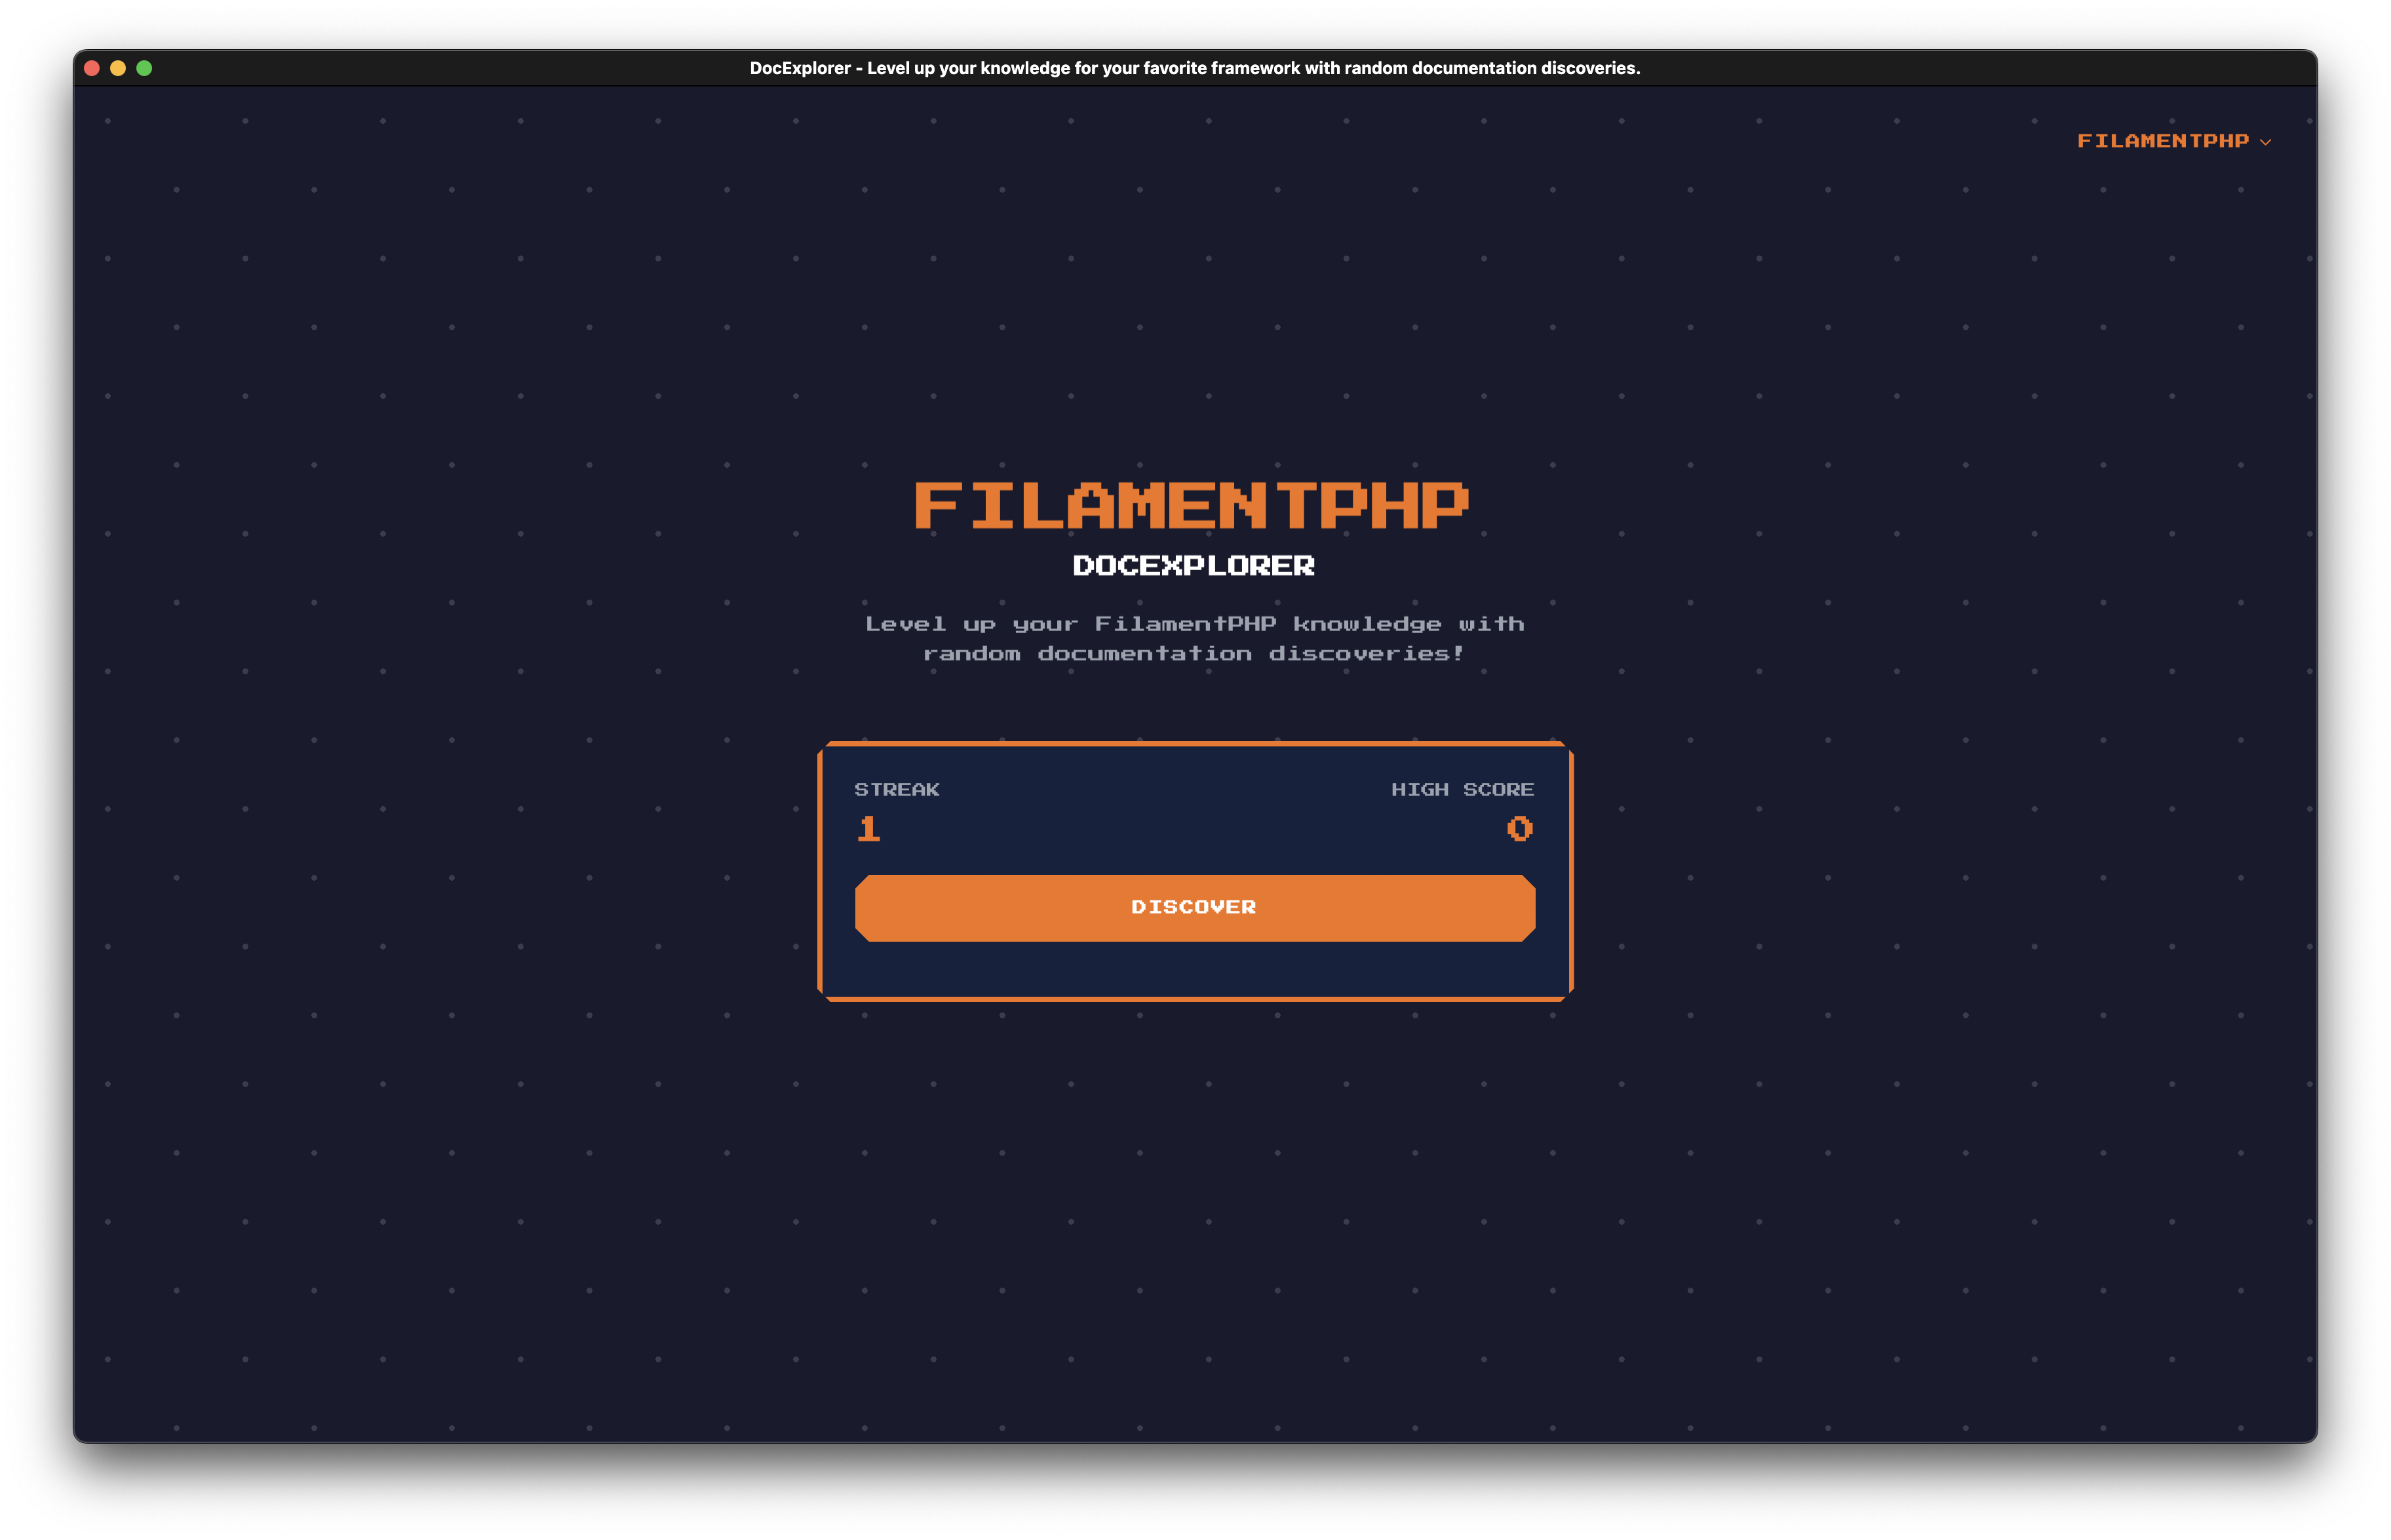 DocExplorer - Level up your knowledge for your favorite framework with random documentation discoveries.
FILAMENTPHP
FILAMENTPHP
DOCEXPLORER
Level up your FilamentPHP knowledge with
random documentation discoveries!
STREAK HIGH SCORE
1 0
DISCOVER